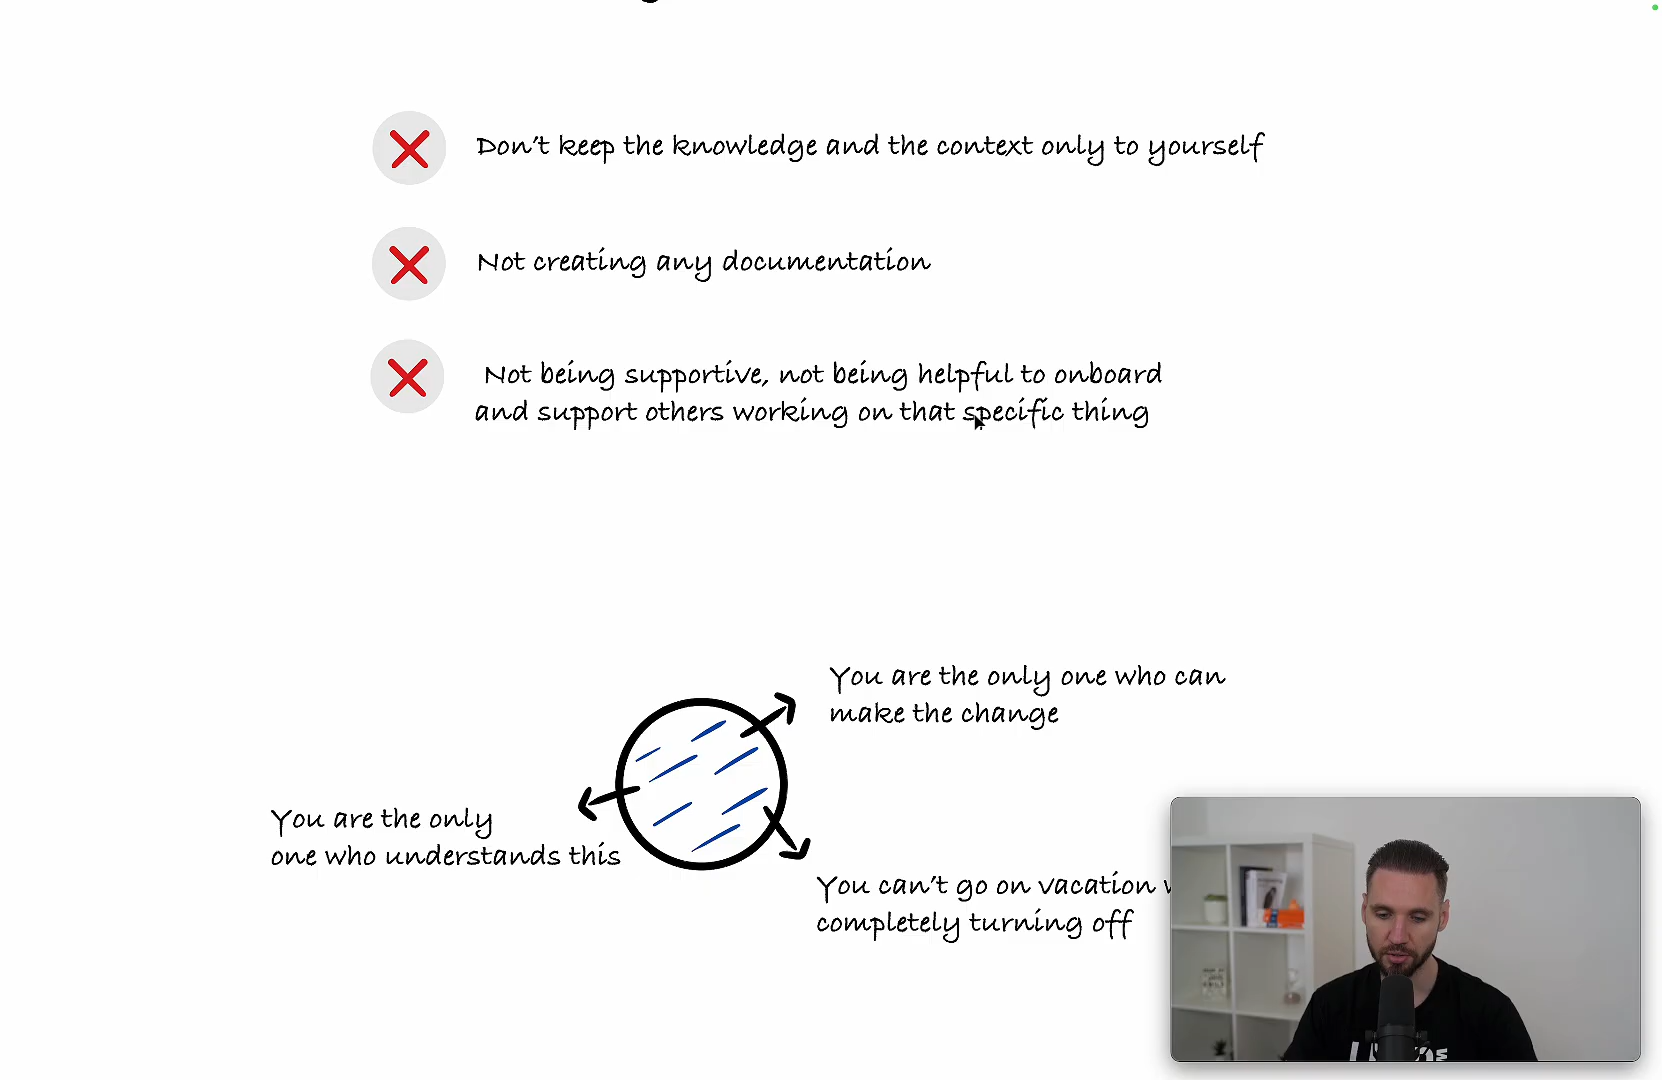 Don't keep the knowledge and the context only to yourself
Not creating any documentation
Not being supportive, not being helpful to onboard
and support others working on that specific thing
You are the only one who can
make the change
You are the only
one who understands this
You can't go on vacation
completely turning off